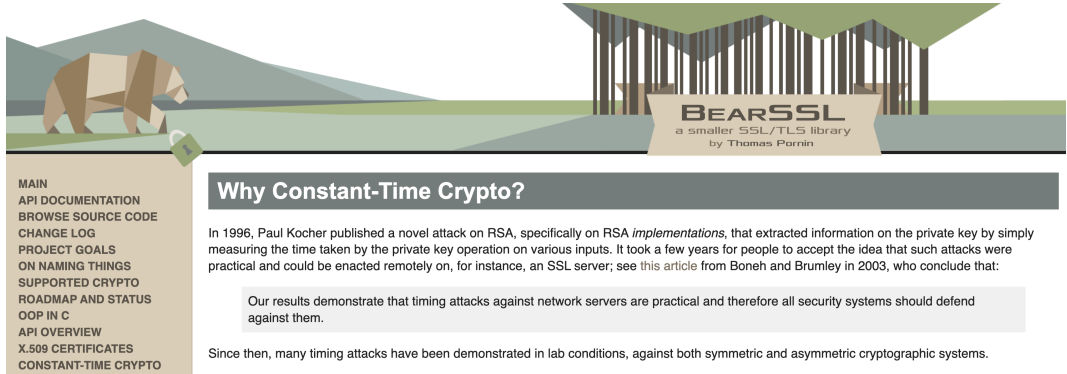 BEARSSL
a smaller SSL/TLS library
by Thomas Pornin
MAIN
API DOCUMENTATION
BROWSE SOURCE CODE
CHANGE LOG
PROJECT GOALS
ON NAMING THINGS
SUPPORTED CRYPTO
ROADMAP AND STATUS
OOP IN C
API OVERVIEW
X.509 CERTIFICATES
CONSTANT-TIME CRYPTO
Why Constant-Time Crypto?
In 1996, Paul Kocher published a novel attack on RSA, specifically on RSA implementations, that extracted information on the private key by simply
measuring the time taken by the private key operation on various inputs. It took a few years for people to accept the idea that such attacks were
practical and could be enacted remotely on, for instance, an SSL server; see this article from Boneh and Brumley in 2003, who conclude that:
Our results demonstrate that timing attacks against network servers are practical and therefore all security systems should defend
against them.
Since then, many timing attacks have been demonstrated in lab conditions, against both symmetric and asymmetric cryptographic systems.